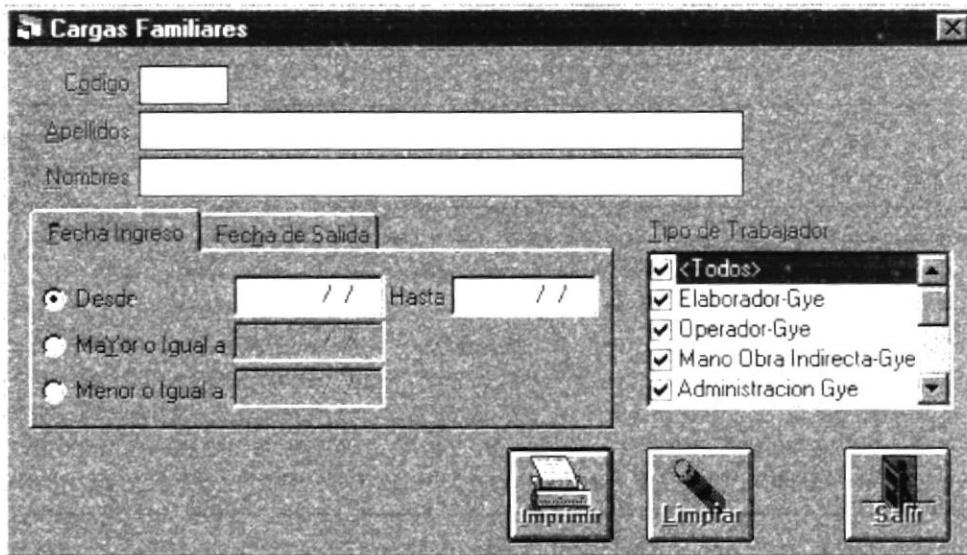 Cargas Familiares
Codigo
Apellidos
Nombres
Fecha Ingreso Fecha de Salida
Desde / / Hasta / /
MaYor o Igual a / /
Menor o Igual a
Tipo de Trabajador
<Todos>
Elaborador-Gye
Operador-Gye
Mano Obra Indirecta-Gye
Administracion Gye
Imprimir Limpiar Salir